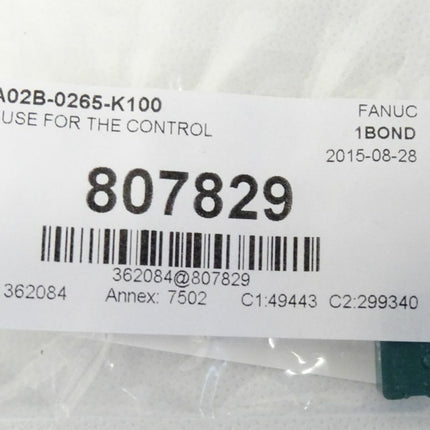 A02B-0265-K100
USE FOR THE CONTROL
FANUC
1BOND
2015-08-28
807829
362084@807829
362084 Annex: 7502 C1:49443 C2:299340